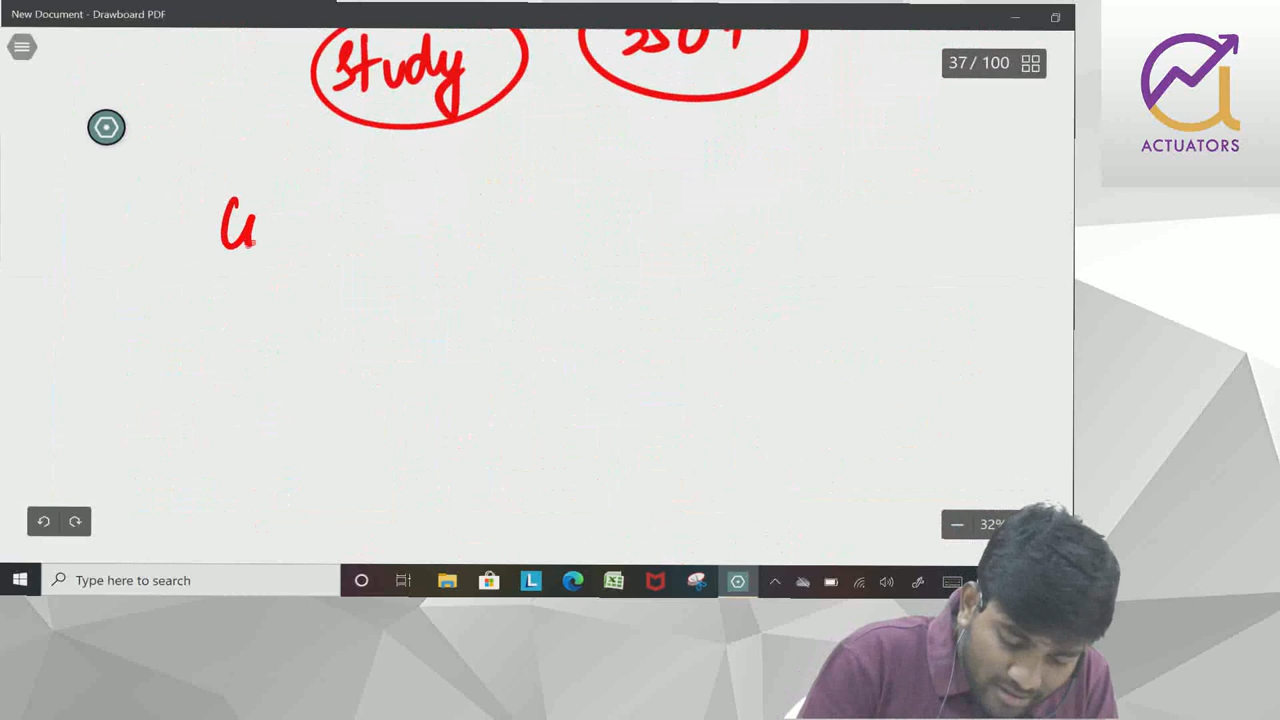 New Document - Drawboard PDF
study
37 / 100
ACTUATORS
32%
Type here to search